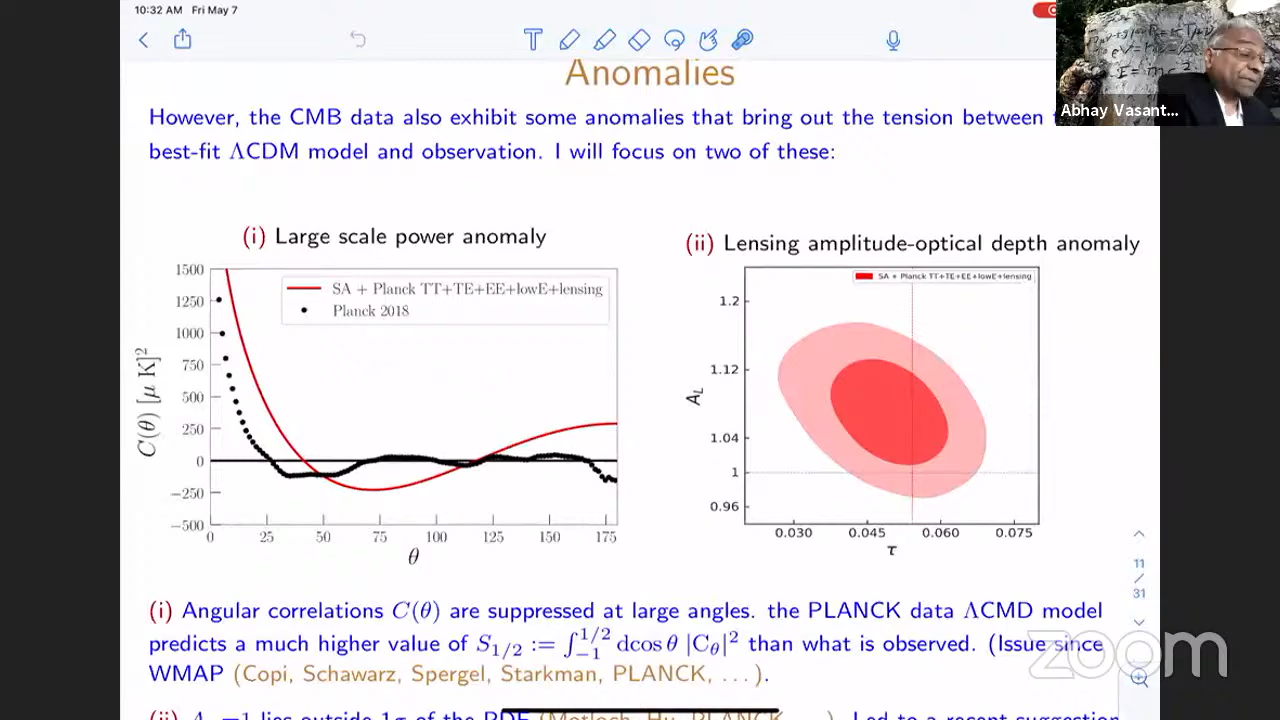 10:32 AM Fri May 7
Anomalies
However, the CMB data also exhibit some anomalies that bring out the tension between
best-fit ΛCDM model and observation. I will focus on two of these:
Abhay Vasant...
(i) Large scale power anomaly
1500
1250
1000
750
500
250
0
−250
−500
C(θ) [μ K]²
SA + Planck TT+TE+EE+lowE+lensing
Planck 2018
0 25 50 75 100 125 150 175
θ
(ii) Lensing amplitude-optical depth anomaly
SA + Planck TT+TE+EE+lowE+lensing
1.2
1.12
1.04
1
0.96
A_L
0.030 0.045 0.060 0.075
τ
11
/
31
(i) Angular correlations C(θ) are suppressed at large angles. the PLANCK data ΛCMD model
predicts a much higher value of S_{1/2} := ∫_{-1}^{1/2} dcos θ |C_θ|² than what is observed. (Issue since
WMAP (Copi, Schawarz, Spergel, Starkman, PLANCK, ...).
zoom